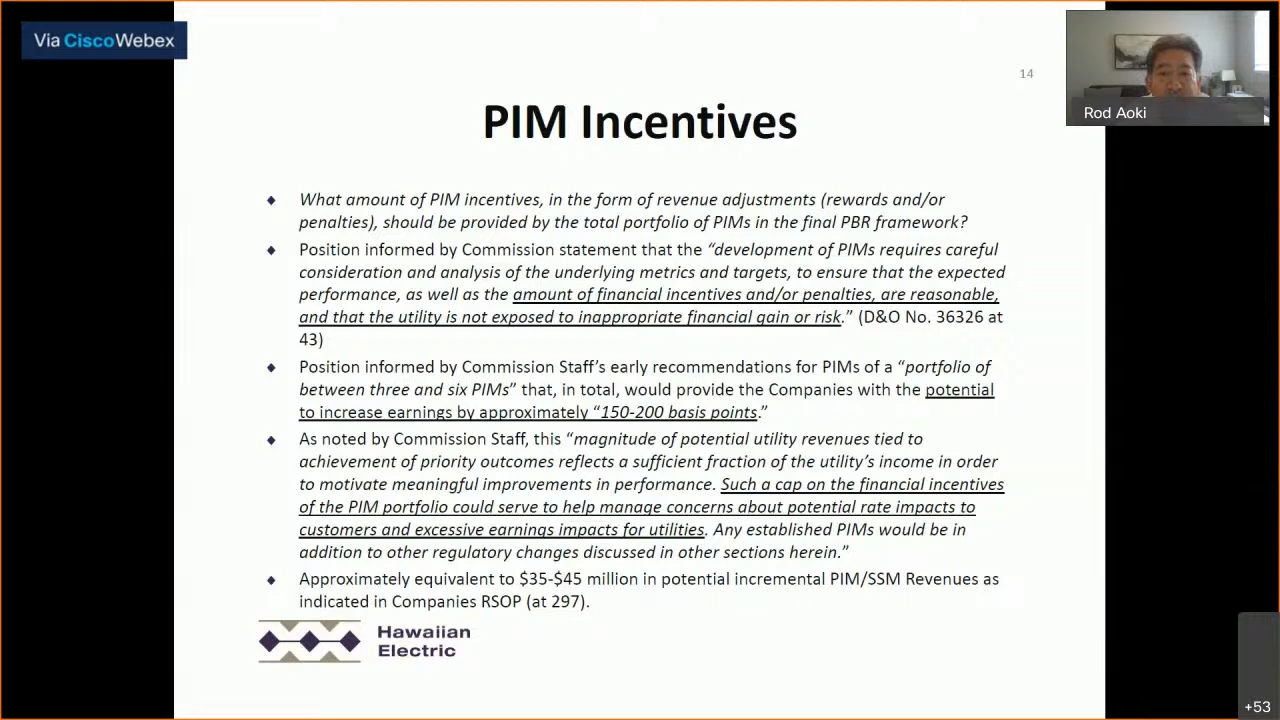 Via CiscoWebex
14
Rod Aoki
PIM Incentives
What amount of PIM incentives, in the form of revenue adjustments (rewards and/or
penalties), should be provided by the total portfolio of PIMs in the final PBR framework?
Position informed by Commission statement that the “development of PIMs requires careful
consideration and analysis of the underlying metrics and targets, to ensure that the expected
performance, as well as the amount of financial incentives and/or penalties, are reasonable,
and that the utility is not exposed to inappropriate financial gain or risk.” (D&O No. 36326 at
43)
Position informed by Commission Staff’s early recommendations for PIMs of a “portfolio of
between three and six PIMs” that, in total, would provide the Companies with the potential
to increase earnings by approximately “150-200 basis points.”
As noted by Commission Staff, this “magnitude of potential utility revenues tied to
achievement of priority outcomes reflects a sufficient fraction of the utility’s income in order
to motivate meaningful improvements in performance. Such a cap on the financial incentives
of the PIM portfolio could serve to help manage concerns about potential rate impacts to
customers and excessive earnings impacts for utilities. Any established PIMs would be in
addition to other regulatory changes discussed in other sections herein.”
Approximately equivalent to $35-$45 million in potential incremental PIM/SSM Revenues as
indicated in Companies RSOP (at 297).
Hawaiian
Electric
+53